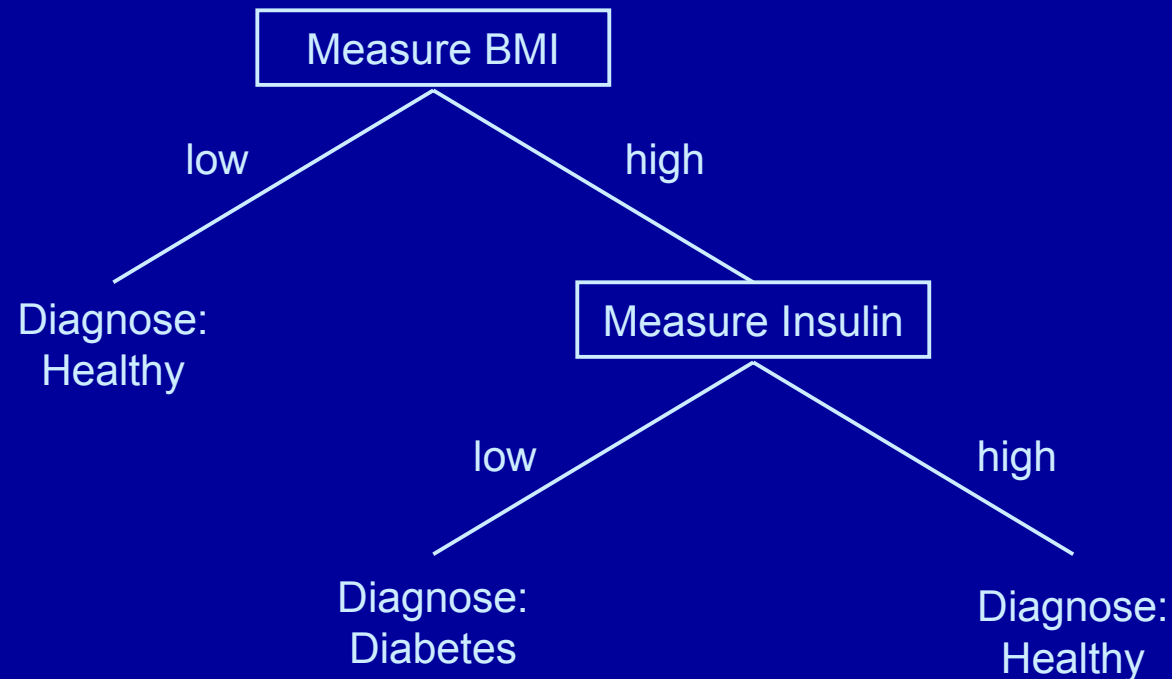 Measure BMI
low
high
Diagnose:
Healthy
Measure Insulin
low
high
Diagnose:
Diabetes
Diagnose:
Healthy